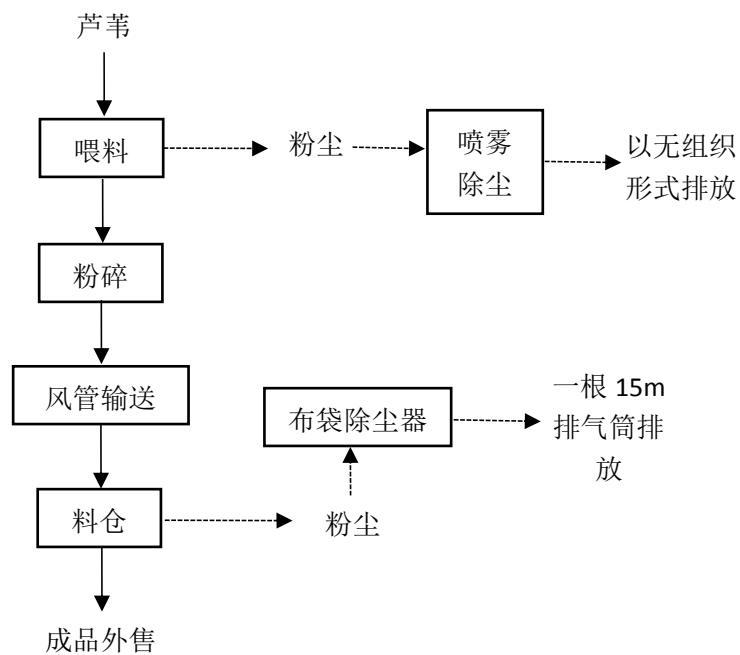 芦苇
喂料
粉尘
喷雾
除尘
以无组织
形式排放
粉碎
风管输送
布袋除尘器
一根 15m
排气筒排
放
料仓
粉尘
成品外售